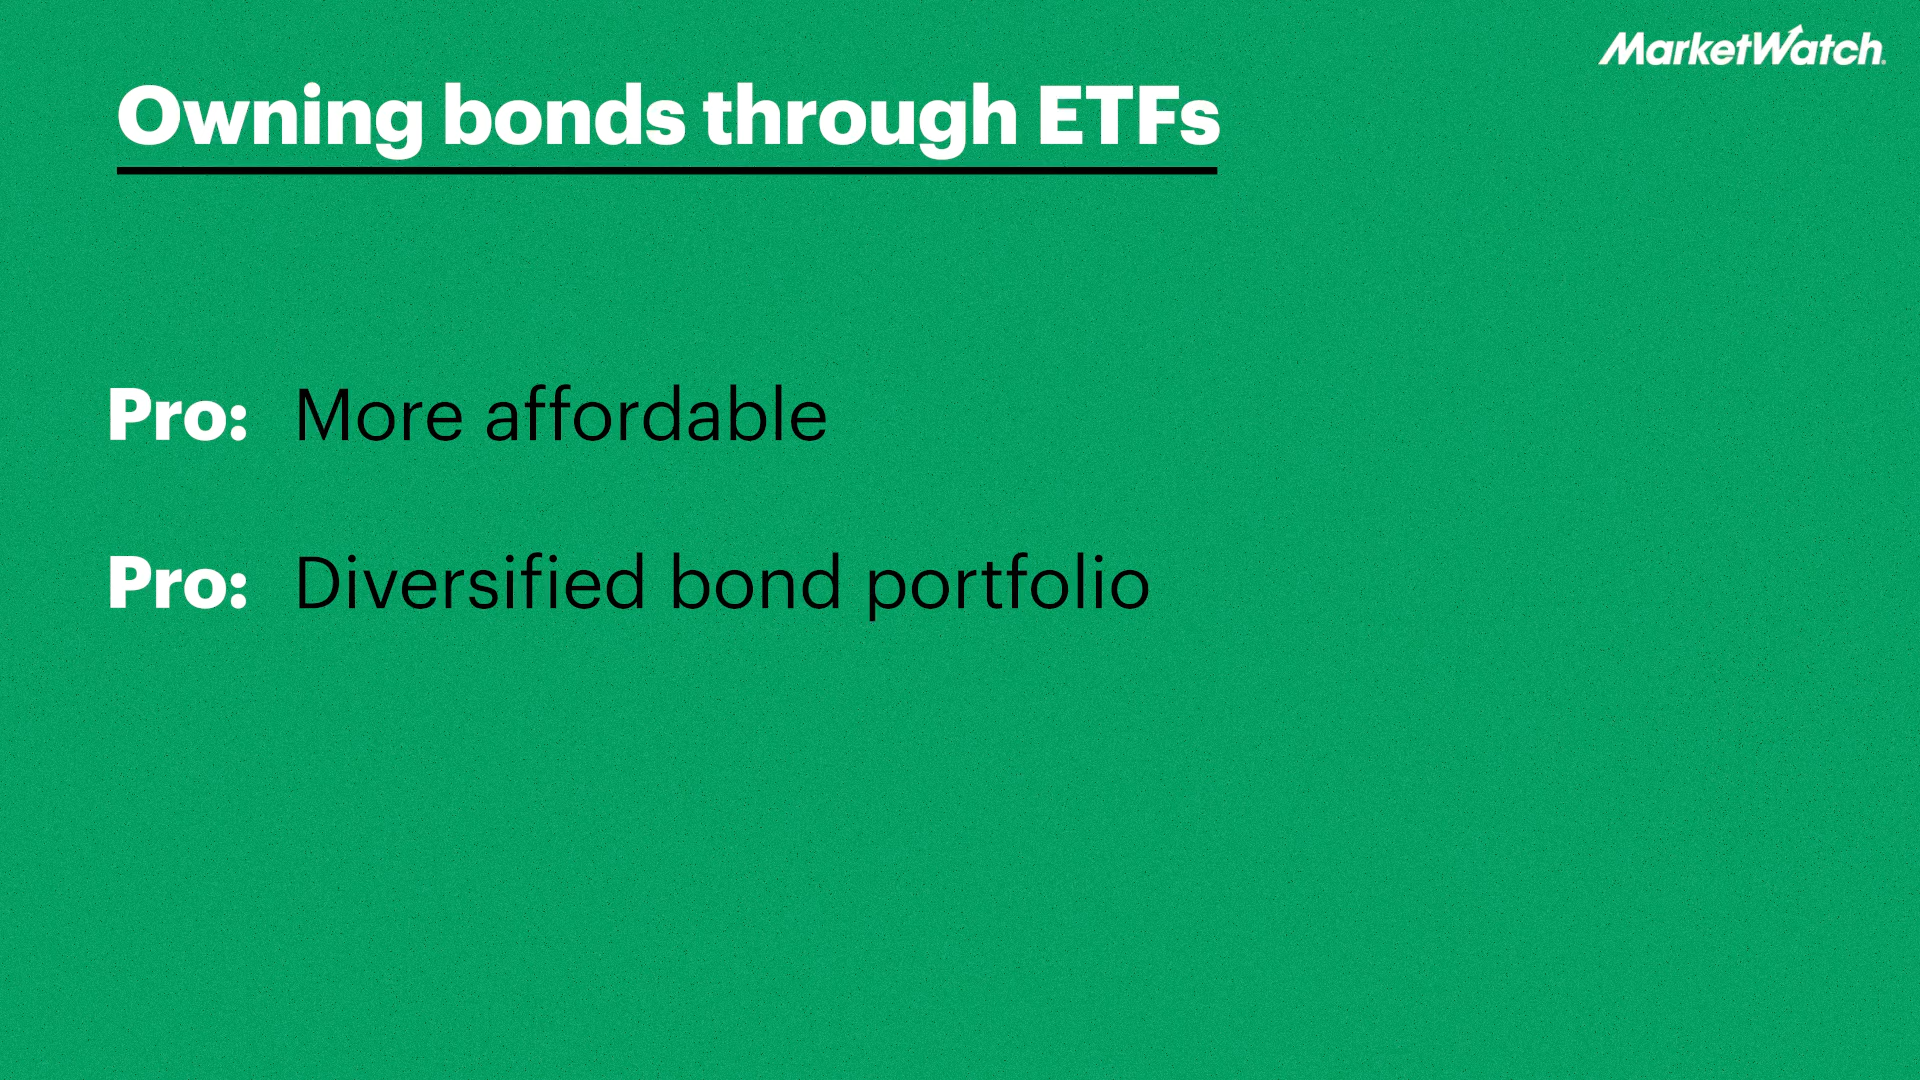 MarketWatch
Owning bonds through ETFs
Pro: More affordable
Pro: Diversified bond portfolio